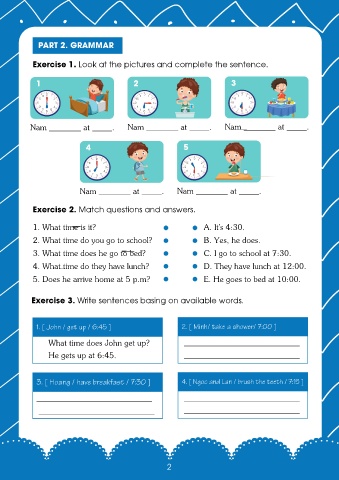 PART 2. GRAMMAR
Exercise 1. Look at the pictures and complete the sentence.
1 2 3
Nam ________ at _____. Nam ________ at _____. Nam ________ at _____.
4 5
Nam ________ at _____. Nam ________ at _____.
Exercise 2. Match questions and answers.
1. What time is it? • • A. It's 4:30.
2. What time do you go to school? • • B. Yes, he does.
3. What time does he go to bed? • • C. I go to school at 7:30.
4. What time do they have lunch? • • D. They have lunch at 12:00.
5. Does he arrive home at 5 p.m? • • E. He goes to bed at 10:00.
Exercise 3. Write sentences basing on available words.
1. [ John / get up / 6:45 ] 2. [ Minh/ take a shower/ 7:00 ]
What time does John get up?
He gets up at 6:45.
3. [ Hoang / have breakfast / 7:30 ] 4. [ Ngoc and Lan / brush the teeth / 7:15 ]
2